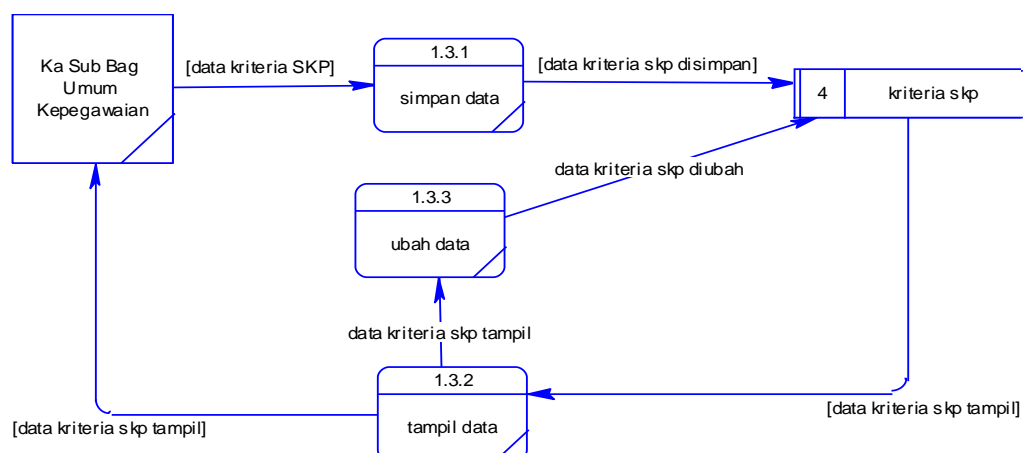 Ka Sub Bag
Umum
Kepegawaian
[data kriteria SKP]
1.3.1
simpan data
[data kriteria skp disimpan]
4
kriteria skp
data kriteria skp diubah
1.3.3
ubah data
data kriteria skp tampil
1.3.2
tampil data
[data kriteria skp tampil]
[data kriteria skp tampil]